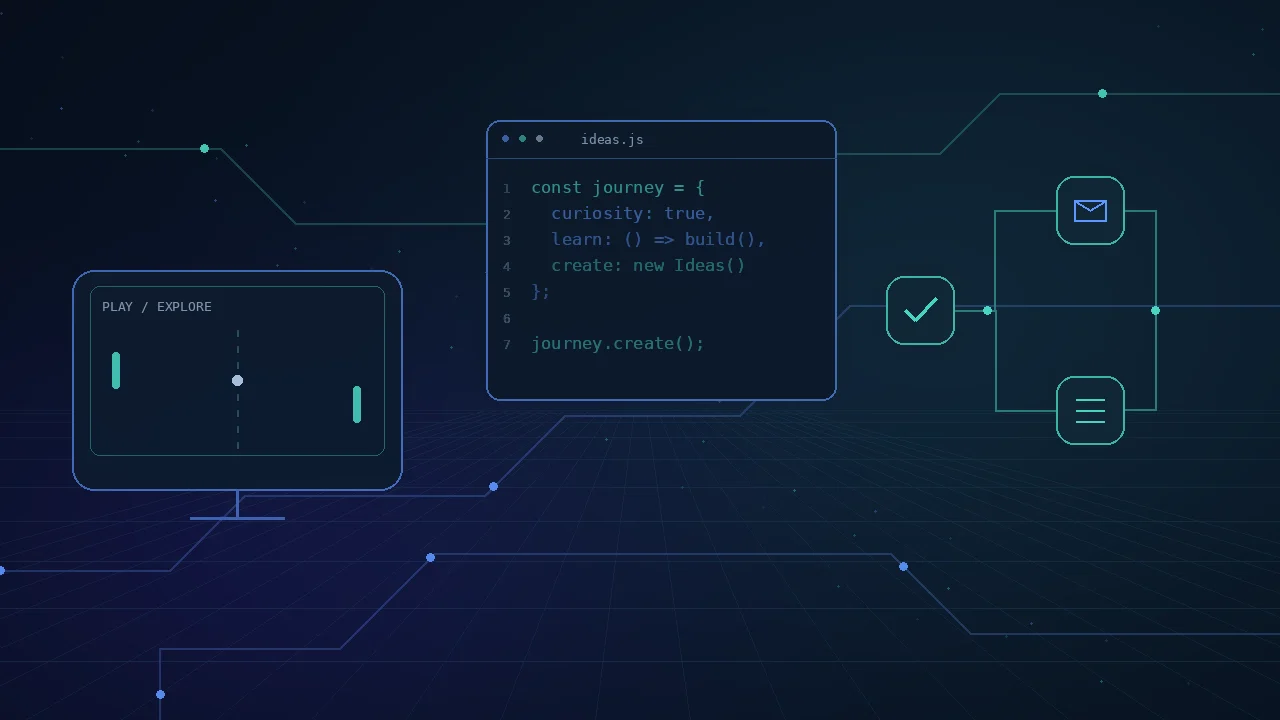 ideas.js
1 const journey = {
2   curiosity: true,
3   learn: () => build(),
4   create: new Ideas()
5 };
6
7 journey.create();
PLAY / EXPLORE